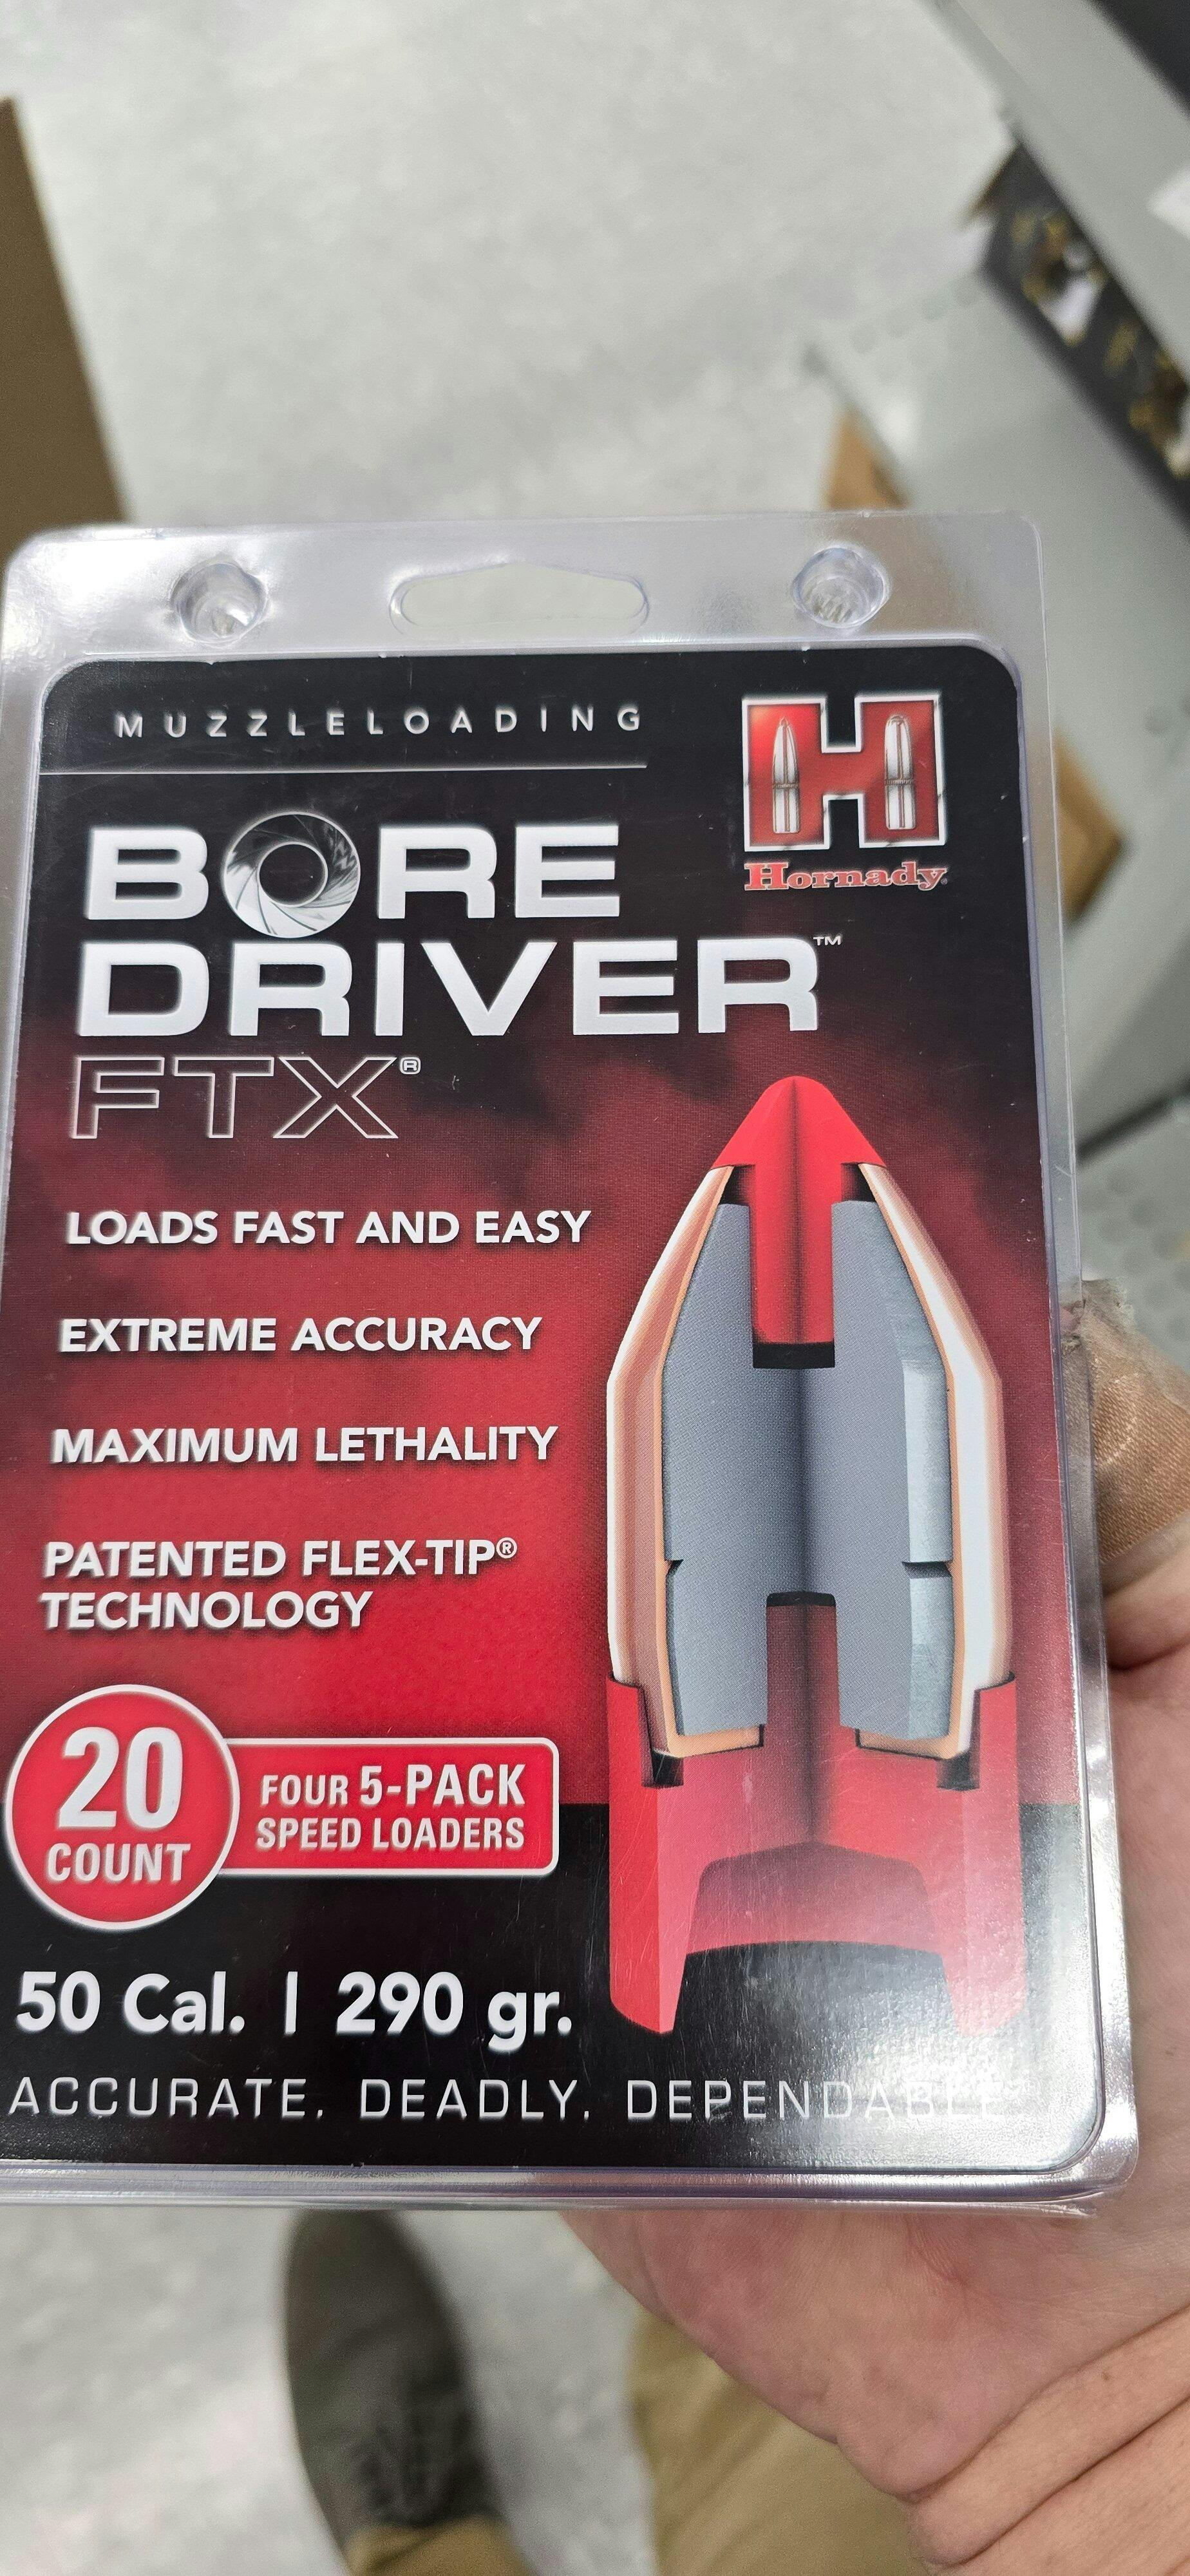 MUZZLELOADING
Hornady
BORE
DRIVER™
FTX®
LOADS FAST AND EASY
EXTREME ACCURACY
MAXIMUM LETHALITY
PATENTED FLEX-TIP®
TECHNOLOGY
20
COUNT
FOUR 5-PACK
SPEED LOADERS
50 Cal. | 290 gr.
ACCURATE. DEADLY. DEPENDABLE